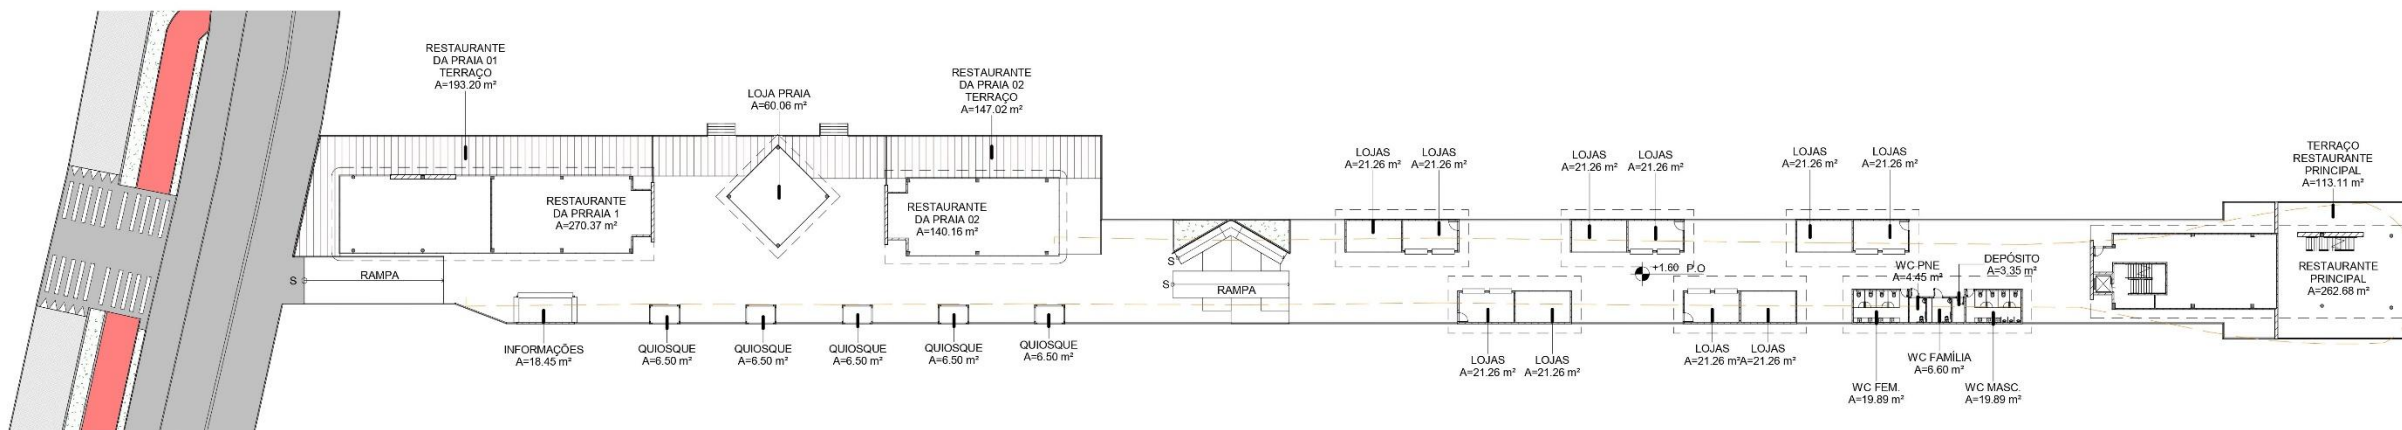 RESTAURANTE
DA PRAIA 01
TERRAÇO
A=193.20 m²
LOJA PRAIA
A=60.06 m²
RESTAURANTE
DA PRAIA 02
TERRAÇO
A=147.02 m²
LOJAS
A=21.26 m²
LOJAS
A=21.26 m²
LOJAS
A=21.26 m²
LOJAS
A=21.26 m²
LOJAS
A=21.26 m²
LOJAS
A=21.26 m²
TERRAÇO
RESTAURANTE
PRINCIPAL
A=113.11 m²
RESTAURANTE
DA PRRAIA 1
A=270.37 m²
RESTAURANTE
DA PRAIA 02
A=140.16 m²
S
RAMPA
S
S
RAMPA
+1.60 P.O
WC PNE
A=4.45 m²
DEPÓSITO
A=3.35 m²
RESTAURANTE
PRINCIPAL
A=262.68 m²
INFORMAÇÕES
A=18.45 m²
QUIOSQUE
A=6.50 m²
QUIOSQUE
A=6.50 m²
QUIOSQUE
A=6.50 m²
QUIOSQUE
A=6.50 m²
QUIOSQUE
A=6.50 m²
LOJAS
A=21.26 m²
LOJAS
A=21.26 m²
LOJAS
A=21.26 m²
LOJAS
A=21.26 m²
WC FAMÍLIA
A=6.60 m²
WC FEM.
A=19.89 m²
WC MASC.
A=19.89 m²